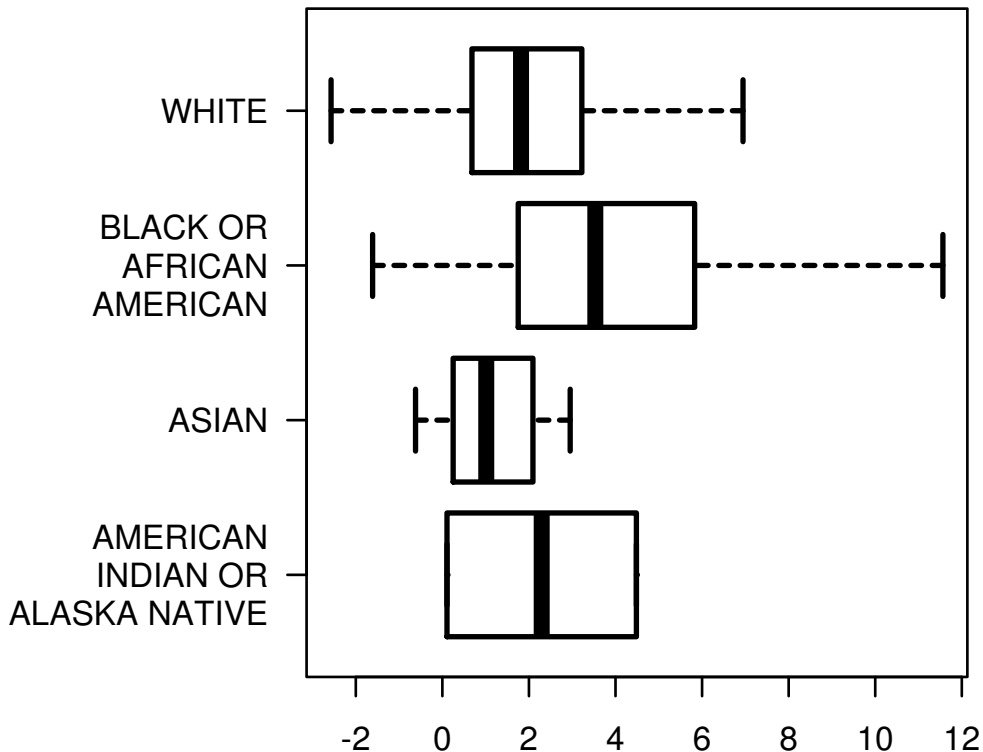 WHITE
BLACK OR
AFRICAN
AMERICAN
ASIAN
AMERICAN
INDIAN OR
ALASKA NATIVE
-2 0 2 4 6 8 10 12